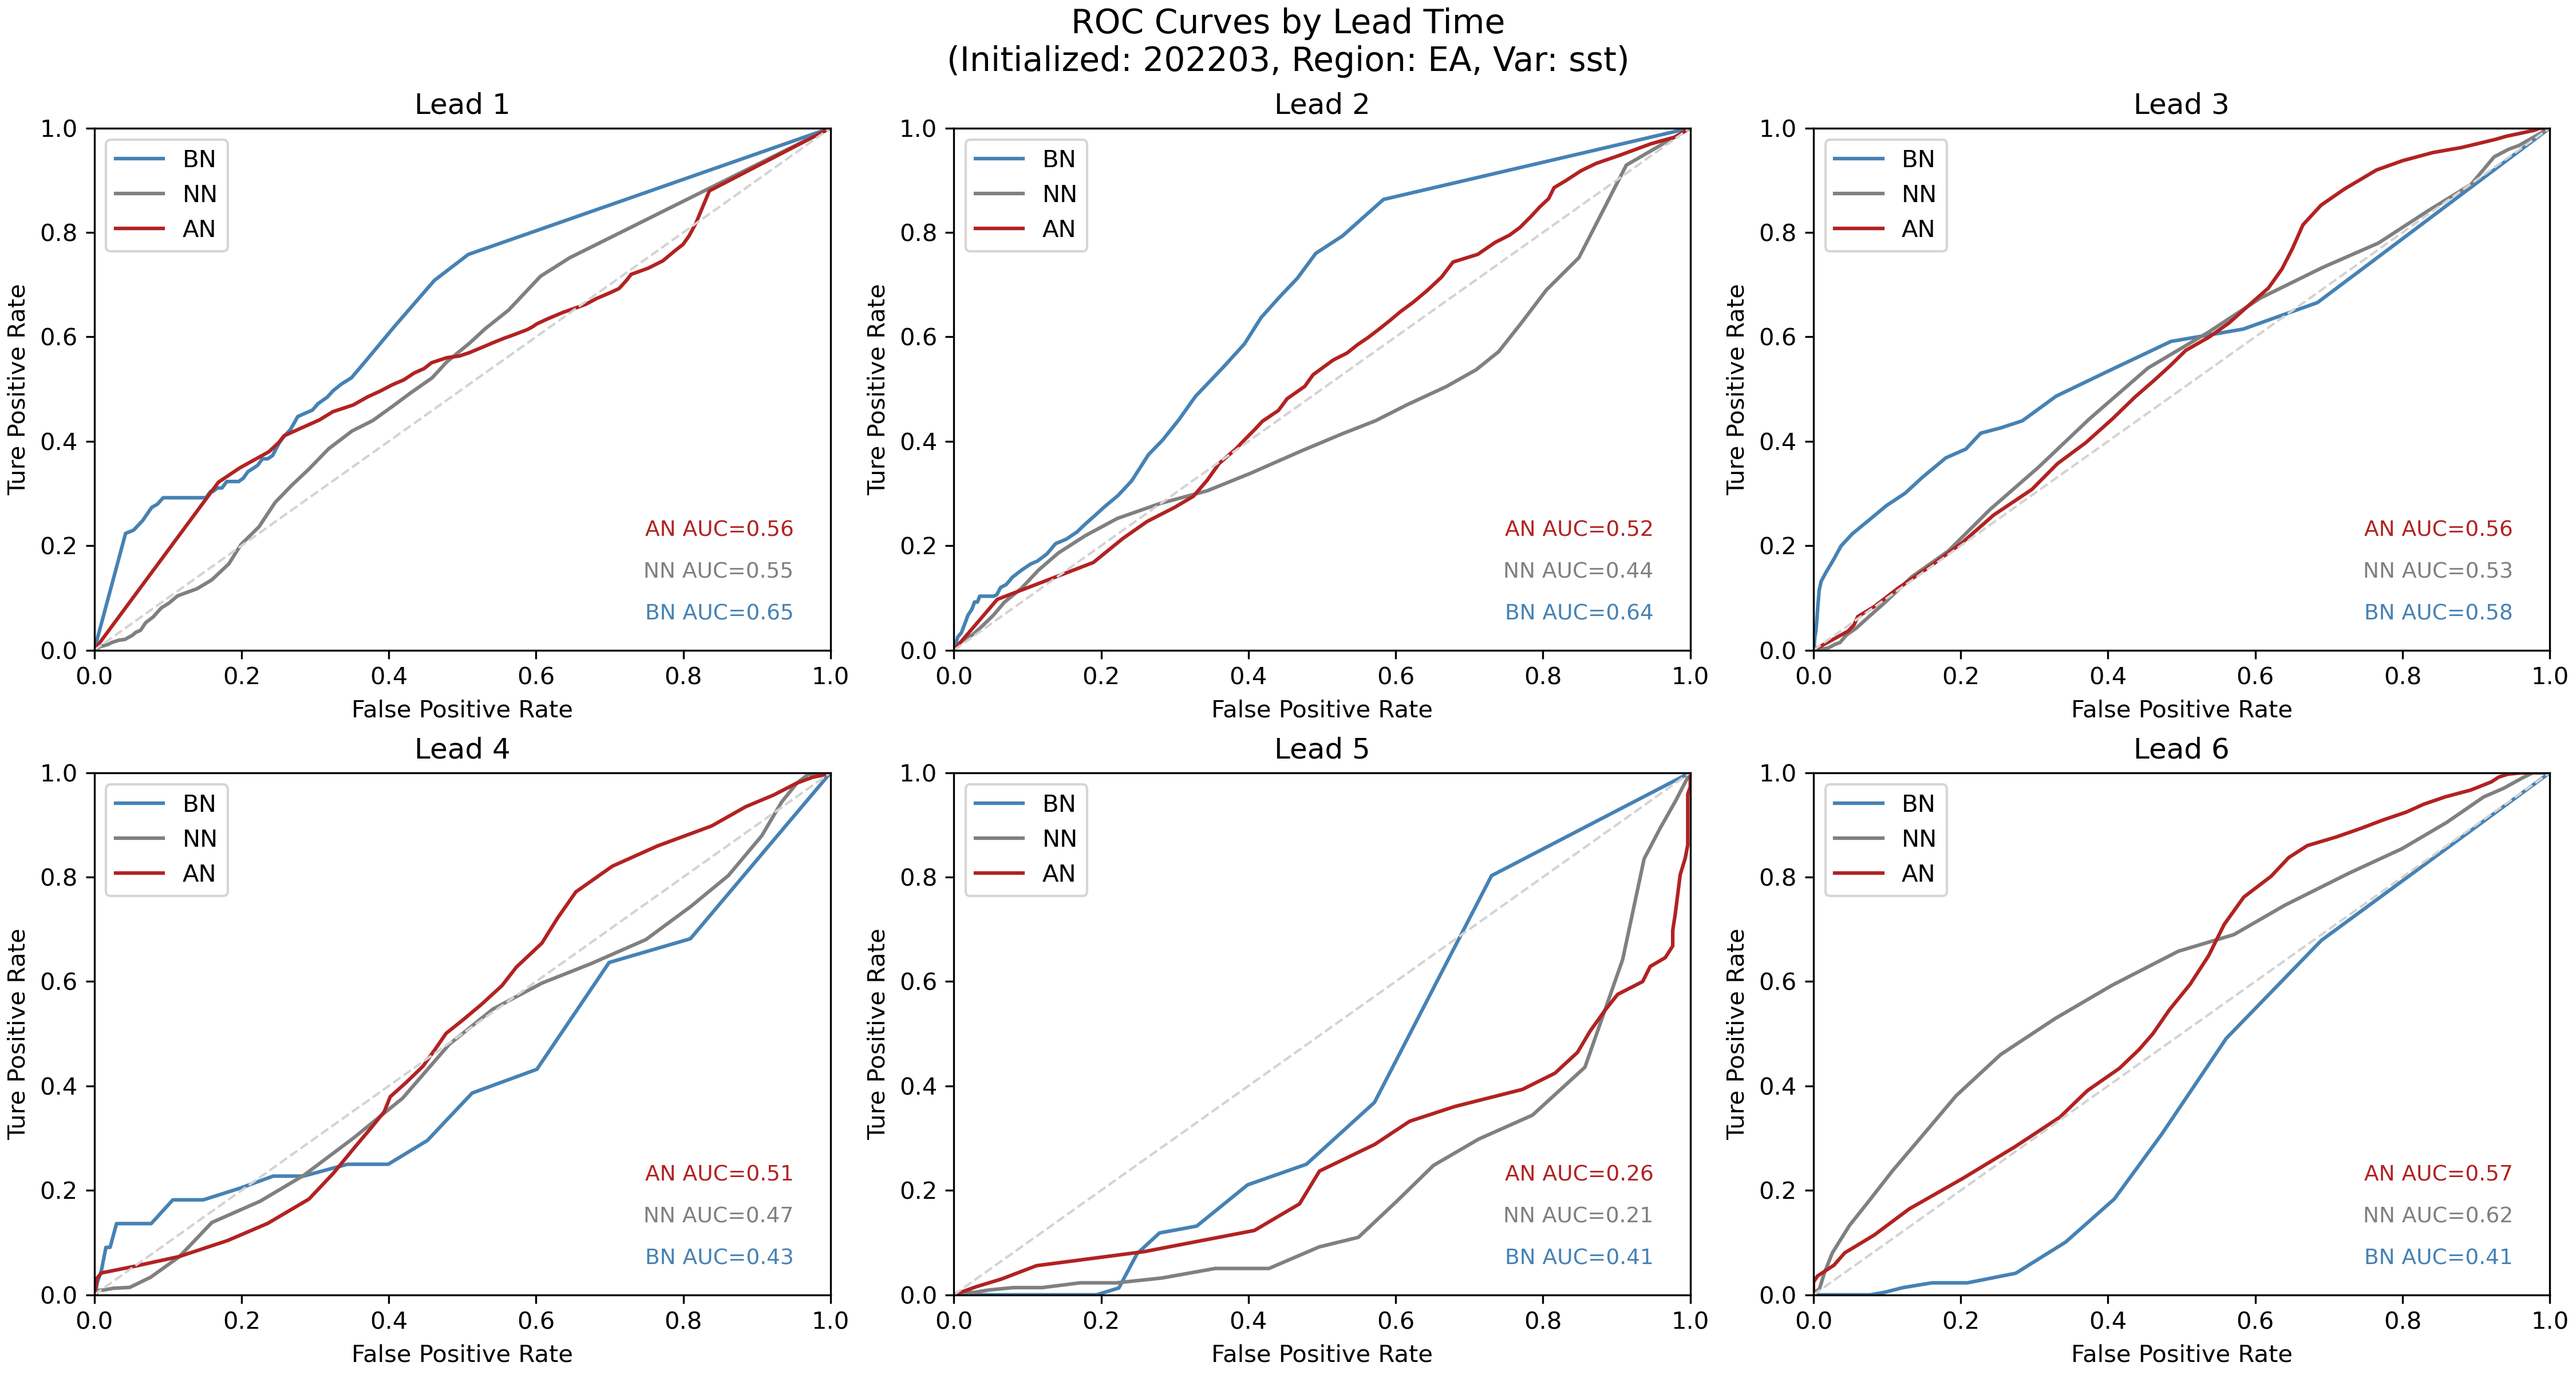 ROC Curves by Lead Time
(Initialized: 202203, Region: EA, Var: sst)
Lead 1
1.0
0.8
0.6
0.4
0.2
0.0
Ture Positive Rate
BN
NN
AN
AN AUC=0.56
NN AUC=0.55
BN AUC=0.65
0.0 0.2 0.4 0.6 0.8 1.0
False Positive Rate
Lead 2
1.0
0.8
0.6
0.4
0.2
0.0
Ture Positive Rate
BN
NN
AN
AN AUC=0.52
NN AUC=0.44
BN AUC=0.64
0.0 0.2 0.4 0.6 0.8 1.0
False Positive Rate
Lead 3
1.0
0.8
0.6
0.4
0.2
0.0
Ture Positive Rate
BN
NN
AN
AN AUC=0.56
NN AUC=0.53
BN AUC=0.58
0.0 0.2 0.4 0.6 0.8 1.0
False Positive Rate
Lead 4
1.0
0.8
0.6
0.4
0.2
0.0
Ture Positive Rate
BN
NN
AN
AN AUC=0.51
NN AUC=0.47
BN AUC=0.43
0.0 0.2 0.4 0.6 0.8 1.0
False Positive Rate
Lead 5
1.0
0.8
0.6
0.4
0.2
0.0
Ture Positive Rate
BN
NN
AN
AN AUC=0.26
NN AUC=0.21
BN AUC=0.41
0.0 0.2 0.4 0.6 0.8 1.0
False Positive Rate
Lead 6
1.0
0.8
0.6
0.4
0.2
0.0
Ture Positive Rate
BN
NN
AN
AN AUC=0.57
NN AUC=0.62
BN AUC=0.41
0.0 0.2 0.4 0.6 0.8 1.0
False Positive Rate